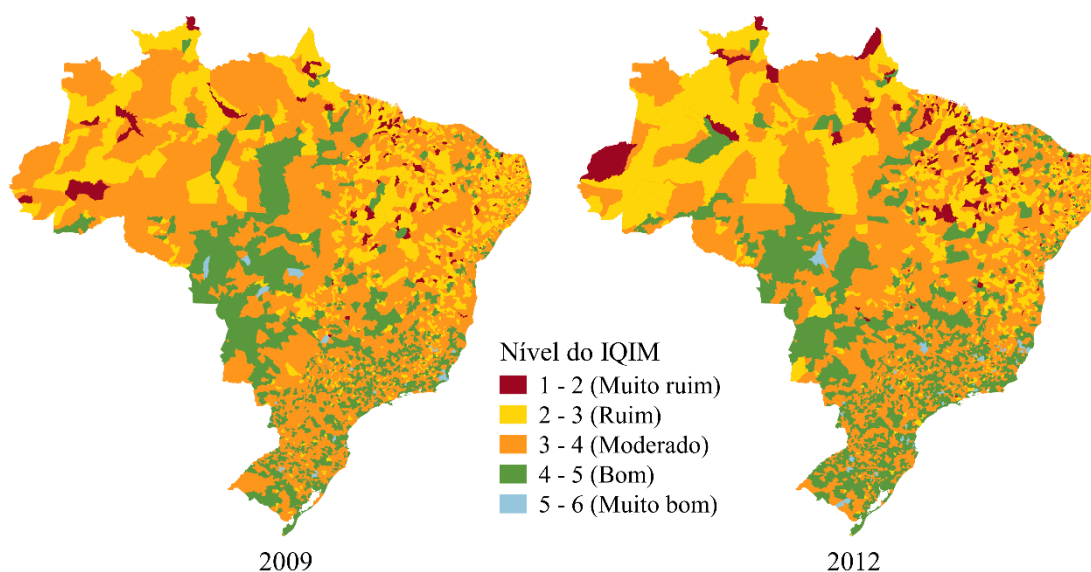 Nível do IQIM
1 - 2 (Muito ruim)
2 - 3 (Ruim)
3 - 4 (Moderado)
4 - 5 (Bom)
5 - 6 (Muito bom)
2009
2012